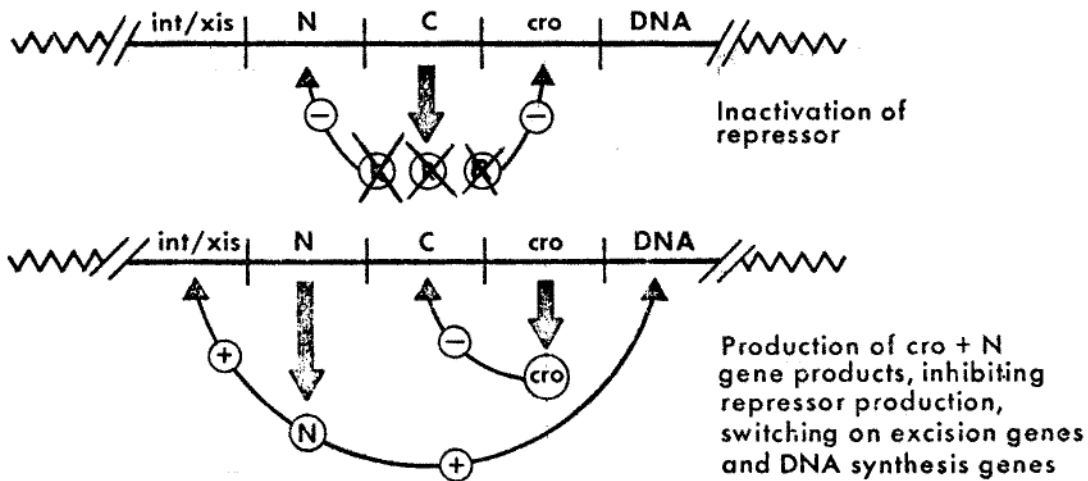 int/xis N C cro DNA
− −
Inactivation of
repressor
R R R
int/xis N C cro DNA
−
+
cro
Production of cro + N
gene products, inhibiting
repressor production,
N
switching on excision genes
+
and DNA synthesis genes